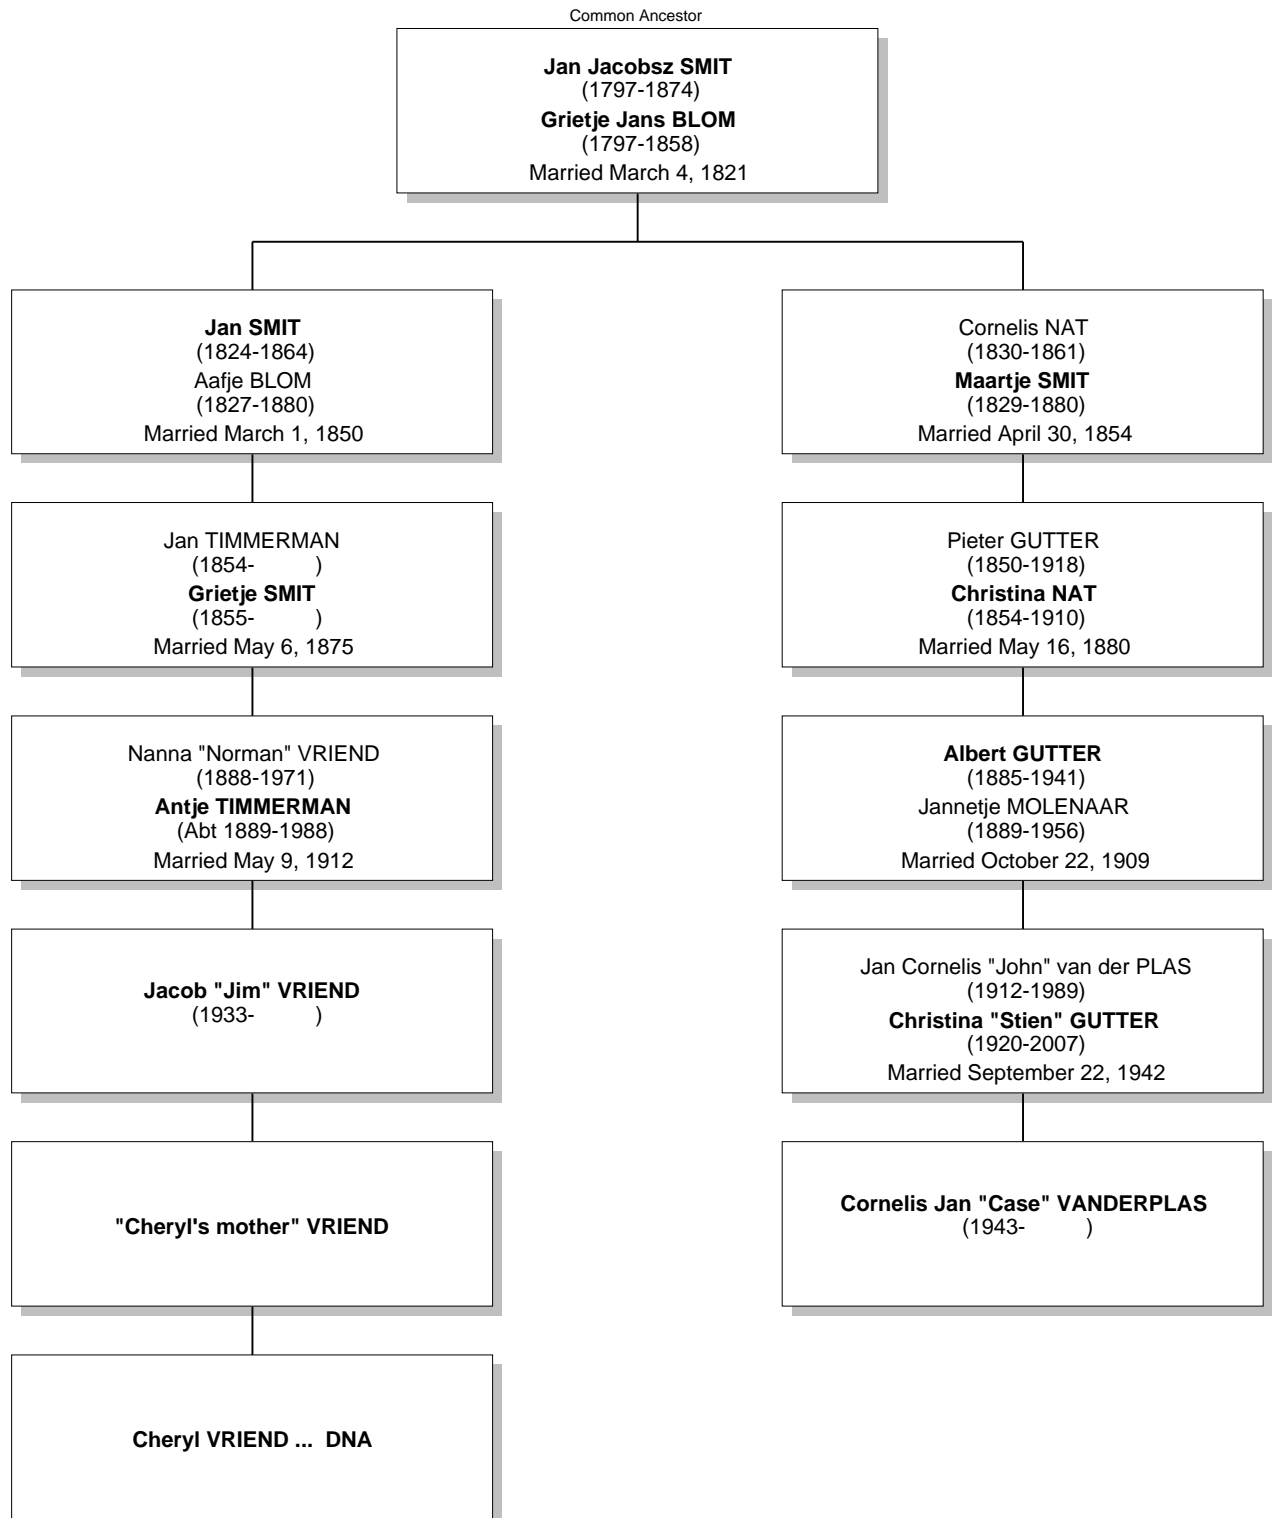 Common Ancestor
Jan Jacobsz SMIT
(1797-1874)
Grietje Jans BLOM
(1797-1858)
Married March 4, 1821
Jan SMIT
(1824-1864)
Aafje BLOM
(1827-1880)
Married March 1, 1850
Cornelis NAT
(1830-1861)
Maartje SMIT
(1829-1880)
Married April 30, 1854
Jan TIMMERMAN
(1854- )
Grietje SMIT
(1855- )
Married May 6, 1875
Pieter GUTTER
(1850-1918)
Christina NAT
(1854-1910)
Married May 16, 1880
Nanna "Norman" VRIEND
(1888-1971)
Antje TIMMERMAN
(Abt 1889-1988)
Married May 9, 1912
Albert GUTTER
(1885-1941)
Jannetje MOLENAAR
(1889-1956)
Married October 22, 1909
Jacob "Jim" VRIEND
(1933- )
Jan Cornelis "John" van der PLAS
(1912-1989)
Christina "Stien" GUTTER
(1920-2007)
Married September 22, 1942
"Cheryl's mother" VRIEND
Cornelis Jan "Case" VANDERPLAS
(1943- )
Cheryl VRIEND ... DNA